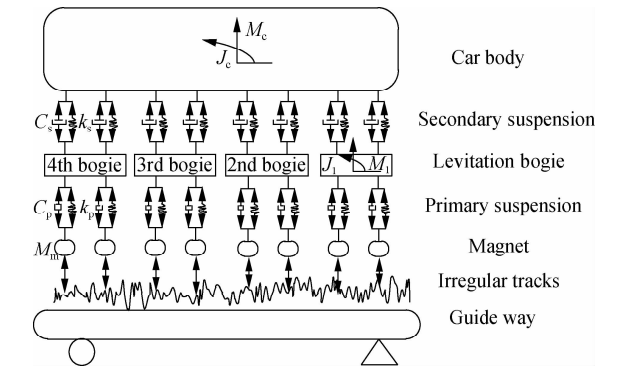 M_c
J_c
Car body
C_s k_s
Secondary suspension
4th bogie 3rd bogie 2nd bogie J_1 M_1
Levitation bogie
C_p k_p
Primary suspension
M_m
Magnet
Irregular tracks
Guide way